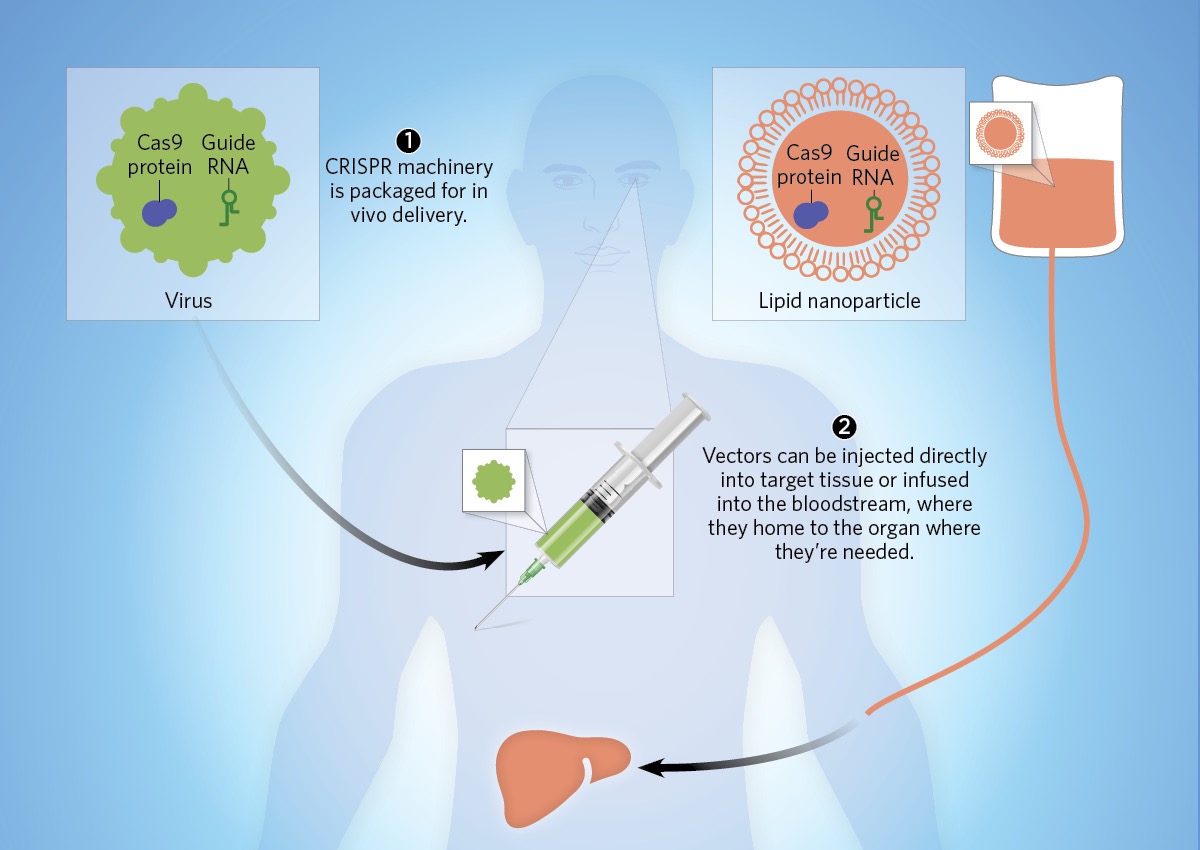 Cas9
protein
Guide
RNA
Virus
1
CRISPR machinery
is packaged for in
vivo delivery.
Cas9
protein
Guide
RNA
Lipid nanoparticle
2
Vectors can be injected directly
into target tissue or infused
into the bloodstream, where
they home to the organ where
they’re needed.